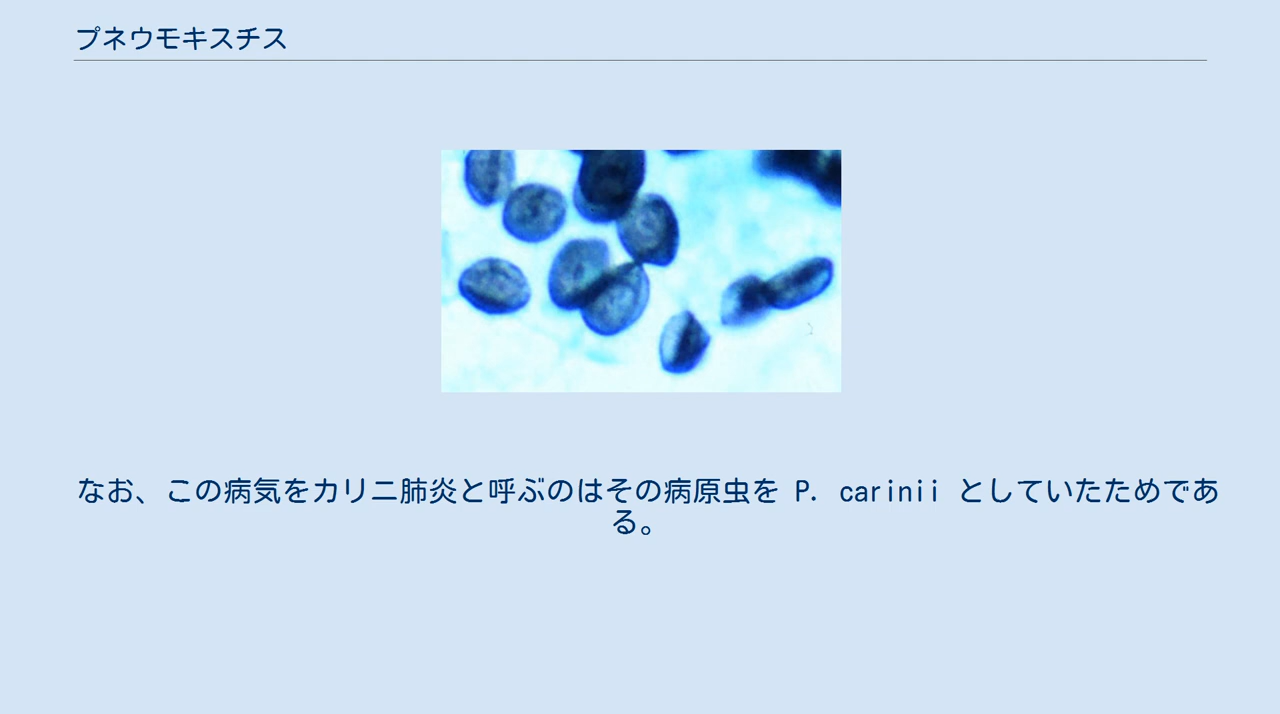 プネウモキスチス
なお、この病気をカリニ肺炎と呼ぶのはその病原虫を P. carinii としていたためであ
る。